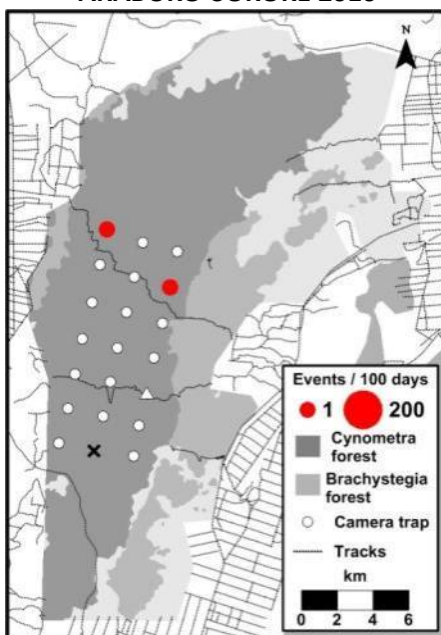 N
Events / 100 days
1 200
Cynometra
forest
Brachystegia
forest
Camera trap
Tracks
km
0 2 4 6